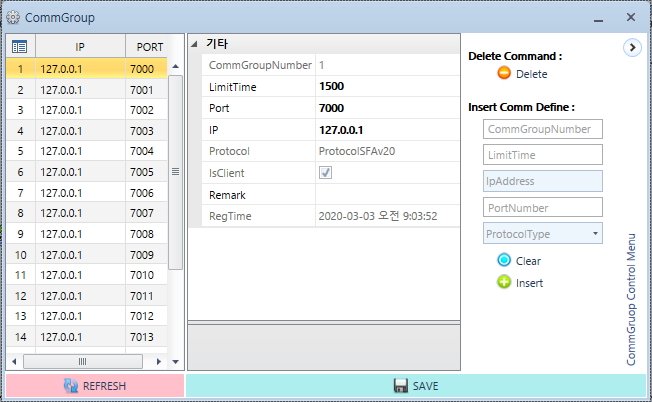 CommGroup
IP PORT
1 127.0.0.1 7000
2 127.0.0.1 7001
3 127.0.0.1 7002
4 127.0.0.1 7003
5 127.0.0.1 7004
6 127.0.0.1 7005
7 127.0.0.1 7006
8 127.0.0.1 7007
9 127.0.0.1 7008
10 127.0.0.1 7009
11 127.0.0.1 7010
12 127.0.0.1 7011
13 127.0.0.1 7012
14 127.0.0.1 7013
REFRESH
기타
CommGroupNumber 1
LimitTime 1500
Port 7000
IP 127.0.0.1
Protocol ProtocolSFAv20
IsClient
Remark
RegTime 2020-03-03 오전 9:03:52
SAVE
Delete Command :
Delete
Insert Comm Define :
CommGroupNumber
LimitTime
IpAddress
PortNumber
ProtocolType
Clear
Insert
CommGruop Control Menu